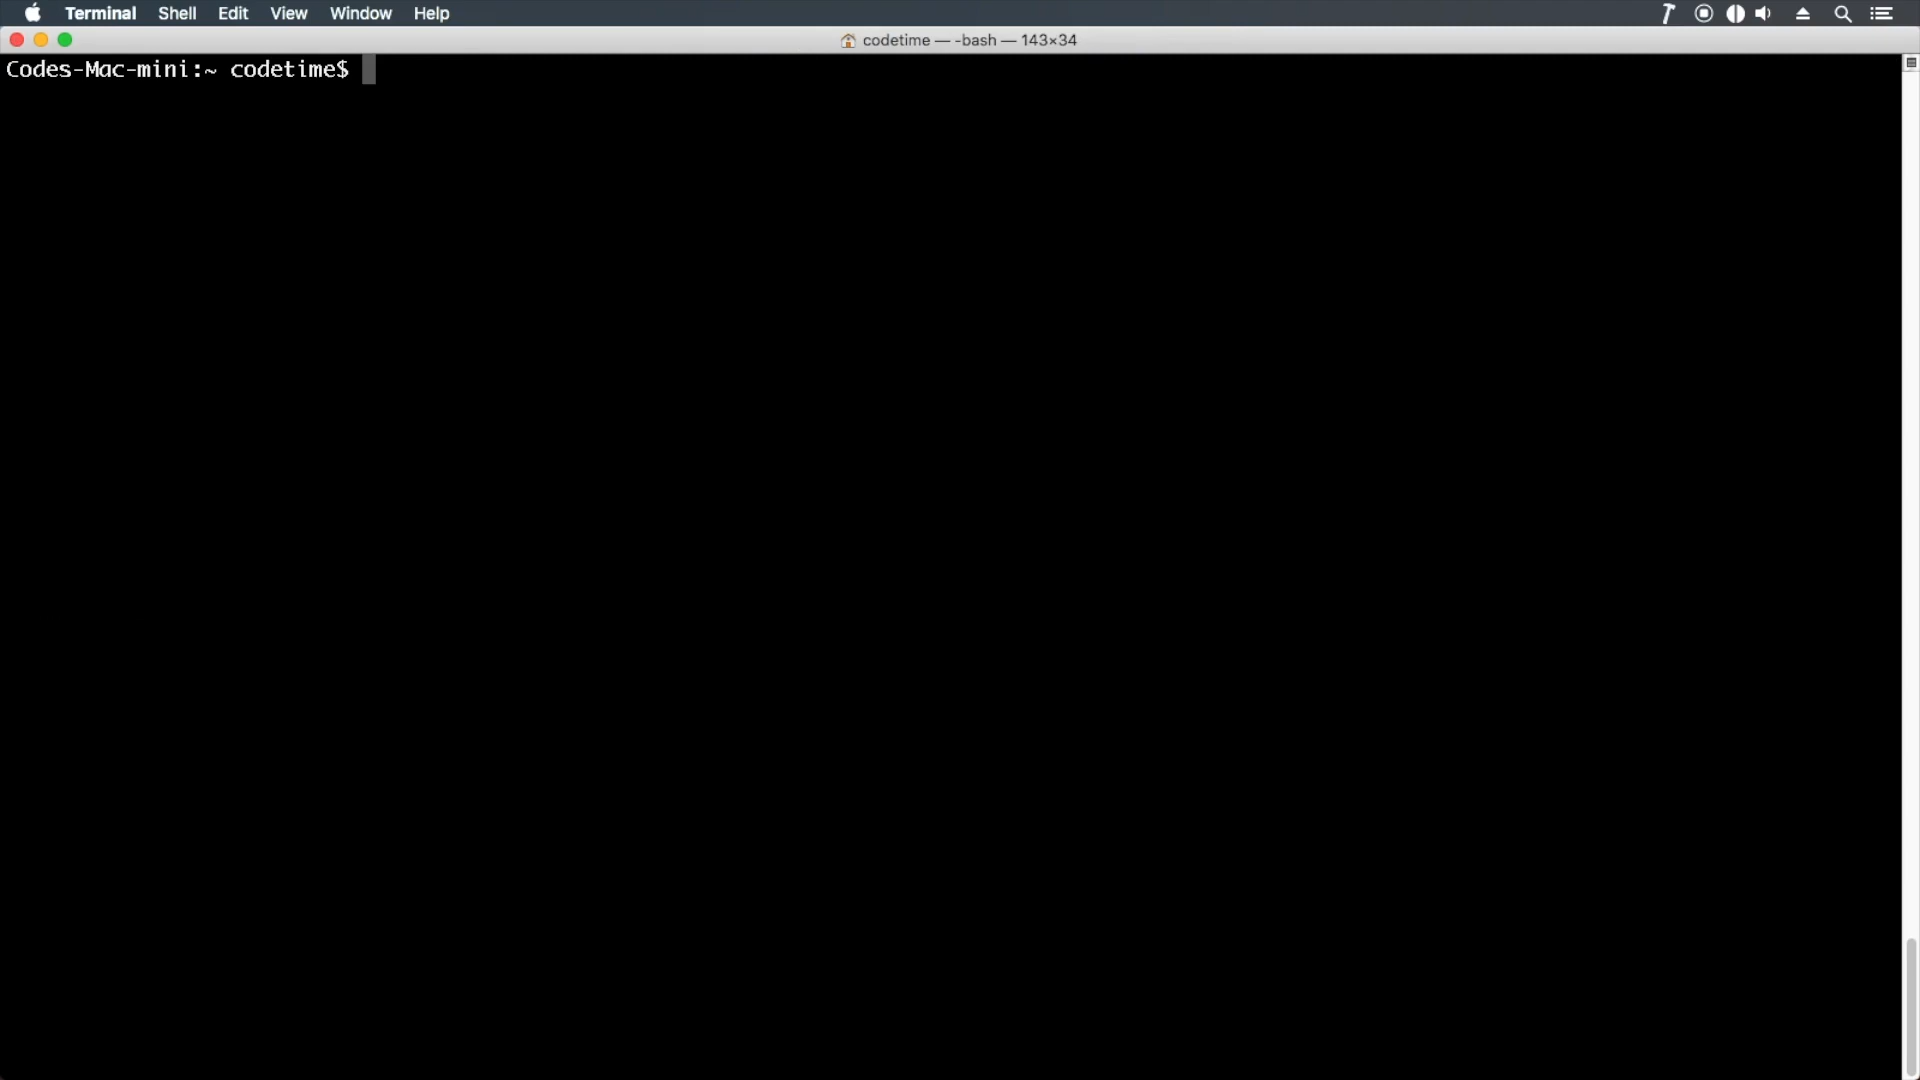 Terminal Shell Edit View Window Help
codetime — -bash — 143×34
Codes-Mac-mini:~ codetime$